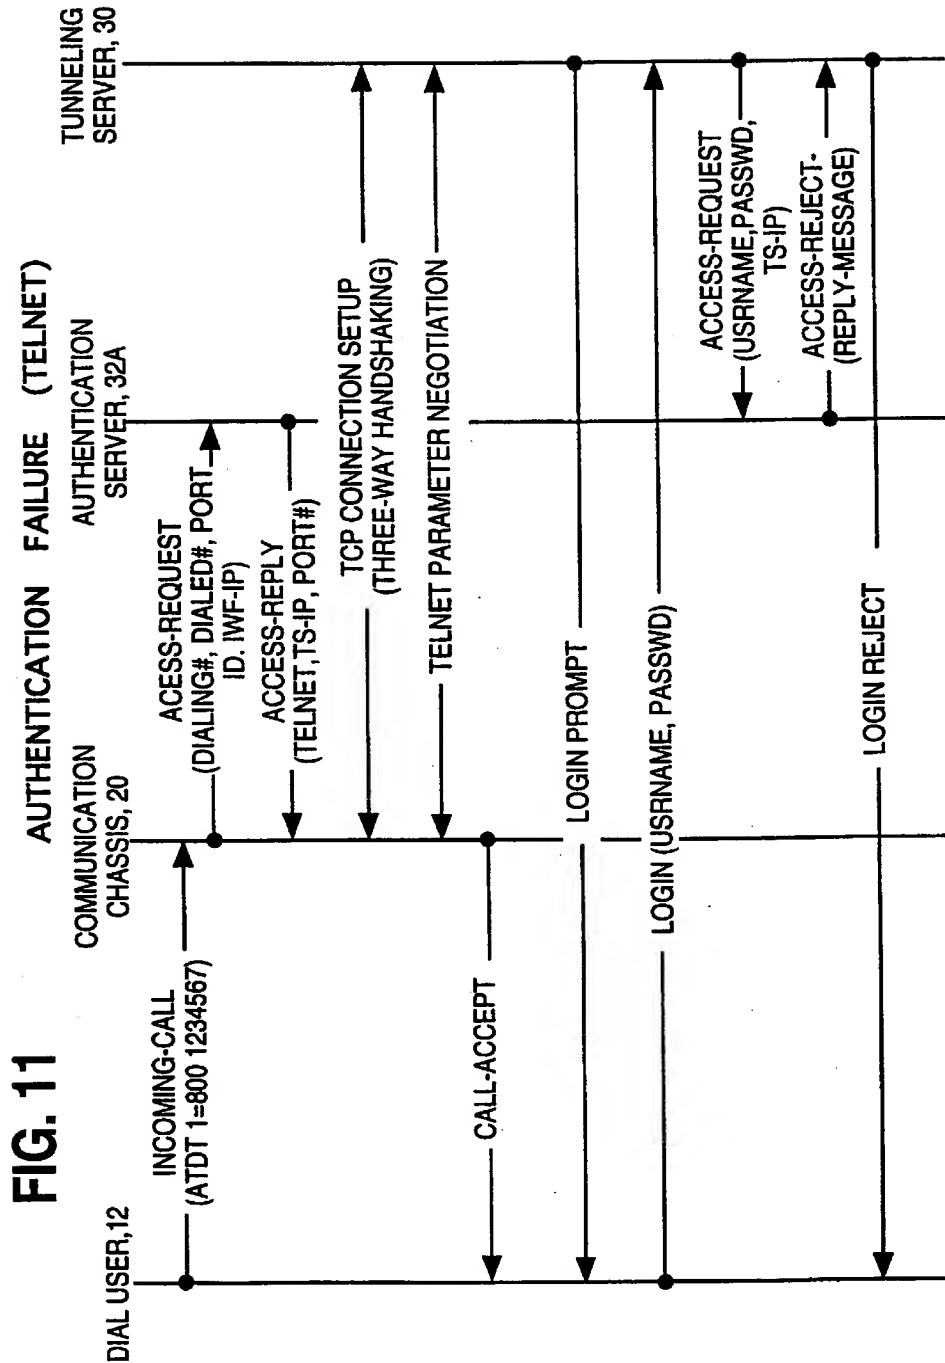 FIG. 11
AUTHENTICATION FAILURE (TELNET)
DIAL USER,12
COMMUNICATION
CHASSIS, 20
AUTHENTICATION
SERVER, 32A
TUNNELING
SERVER, 30
INCOMING-CALL
(ATDT 1=800 1234567)
ACESS-REQUEST
(DIALING#, DIALED#, PORT
ID. IWF-IP)
ACCESS-REPLY
(TELNET,TS-IP, PORT#)
TCP CONNECTION SETUP
(THREE-WAY HANDSHAKING)
TELNET PARAMETER NEGOTIATION
CALL-ACCEPT
LOGIN PROMPT
LOGIN (USRNAME, PASSWD)
ACCESS-REQUEST
(USRNAME,PASSWD,
TS-IP)
ACCESS-REJECT-
(REPLY-MESSAGE)
LOGIN REJECT